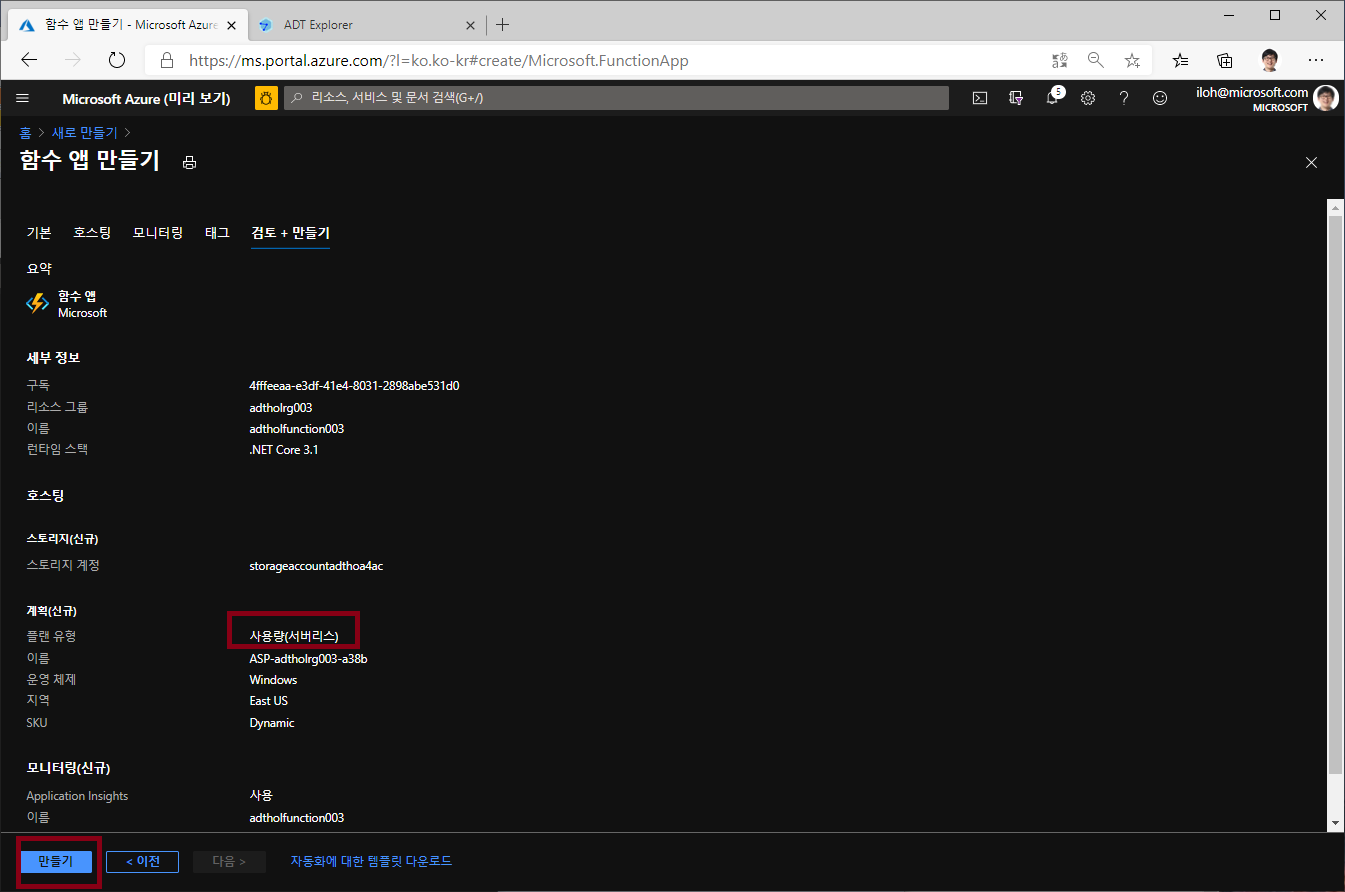 함수 앱 만들기 - Microsoft Azure
ADT Explorer
https://ms.portal.azure.com/?l=ko.ko-kr#create/Microsoft.FunctionApp
Microsoft Azure (미리 보기)
리소스, 서비스 및 문서 검색(G+/)
5
iloh@microsoft.com
MICROSOFT
홈 > 새로 만들기 >
함수 앱 만들기
기본 호스팅 모니터링 태그 검토 + 만들기
요약
함수 앱
Microsoft
세부 정보
구독 4fffeeaa-e3df-41e4-8031-2898abe531d0
리소스 그룹 adtholrg003
이름 adtholfunction003
런타임 스택 .NET Core 3.1
호스팅
스토리지(신규)
스토리지 계정 storageaccountadthoa4ac
계획(신규)
플랜 유형 사용량(서버리스)
이름 ASP-adtholrg003-a38b
운영 체제 Windows
지역 East US
SKU Dynamic
모니터링(신규)
Application Insights 사용
이름 adtholfunction003
만들기 < 이전 다음 > 자동화에 대한 템플릿 다운로드